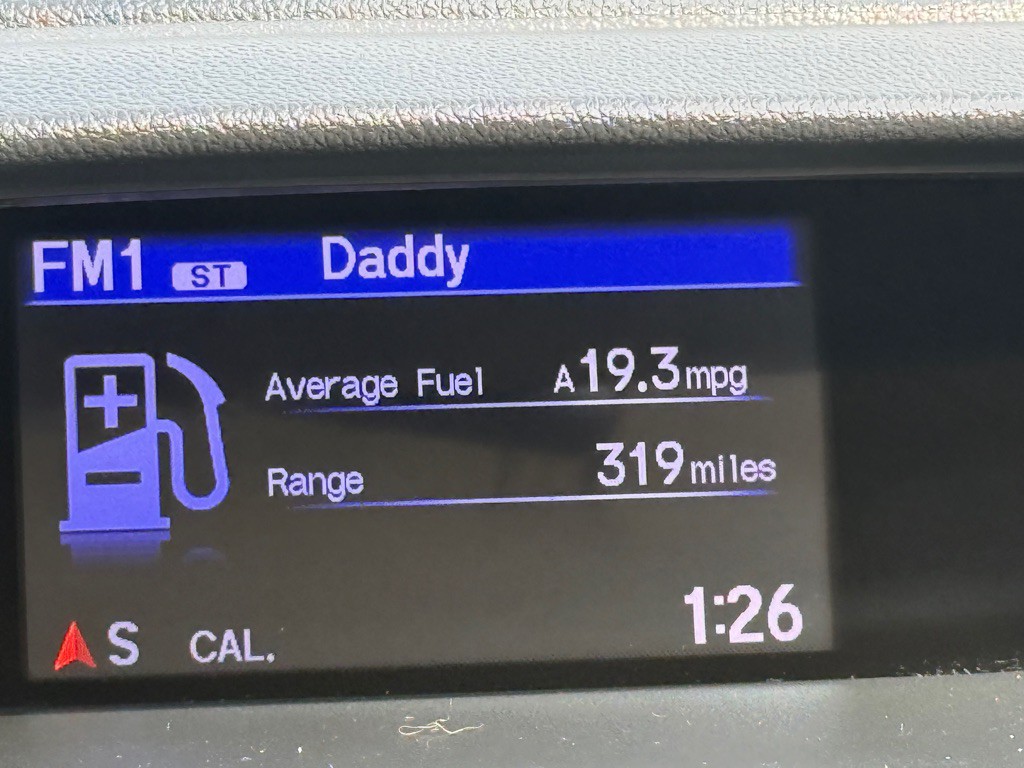 FM1 ST Daddy
Average Fuel A19.3mpg
Range 319miles
S CAL. 1:26